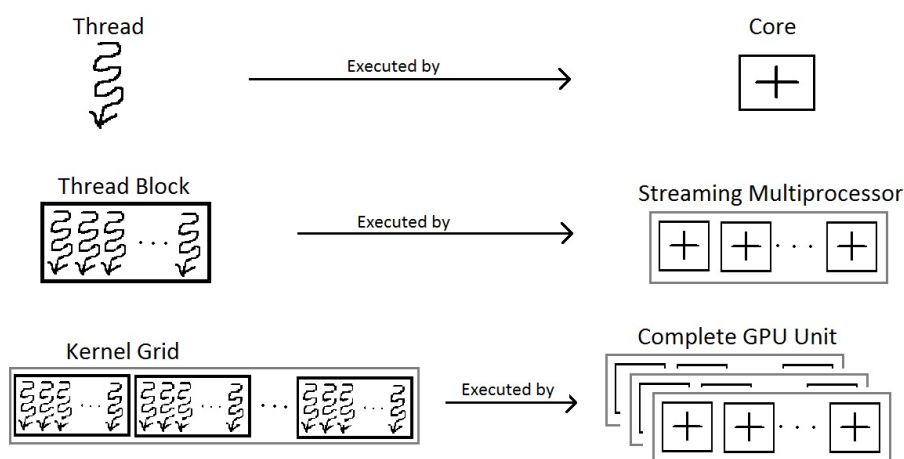 Thread
Executed by
Core
Thread Block
Executed by
Streaming Multiprocessor
...
...
Kernel Grid
Executed by
Complete GPU Unit
...
...
...
...
...